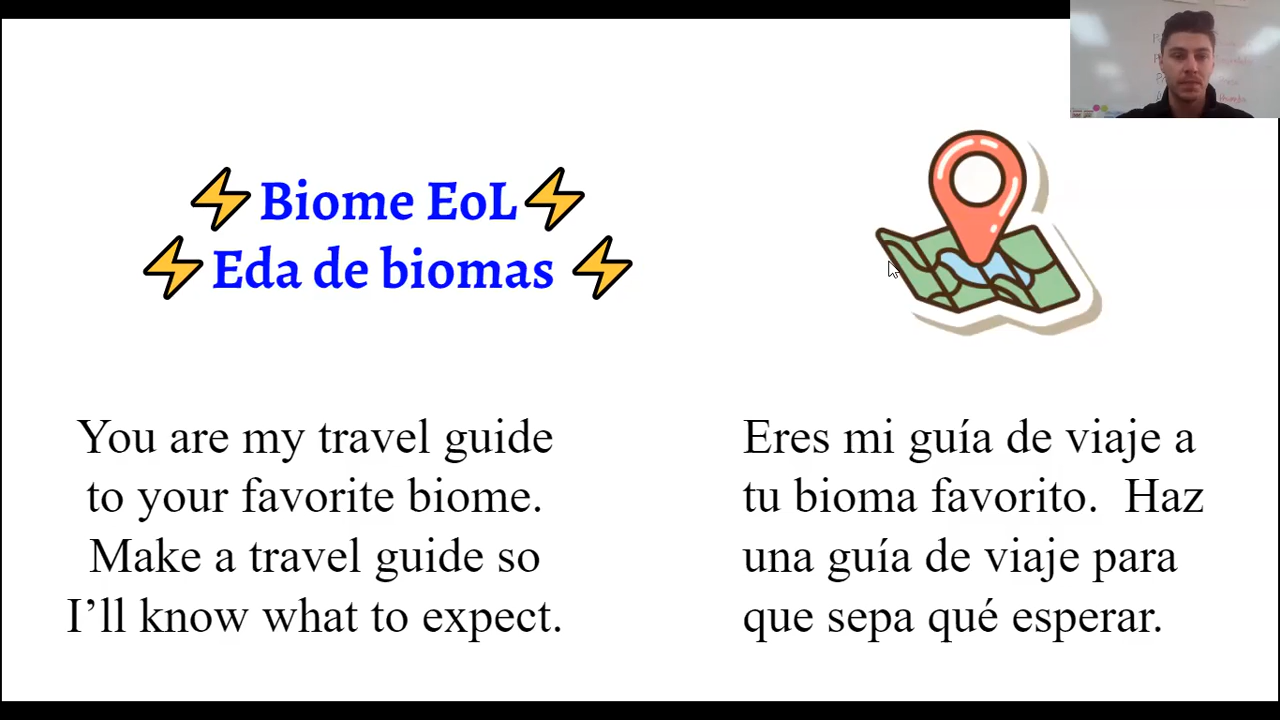 Biome EoL
Eda de biomas
You are my travel guide
to your favorite biome.
Make a travel guide so
I’ll know what to expect.
Eres mi guía de viaje a
tu bioma favorito.  Haz
una guía de viaje para
que sepa qué esperar.